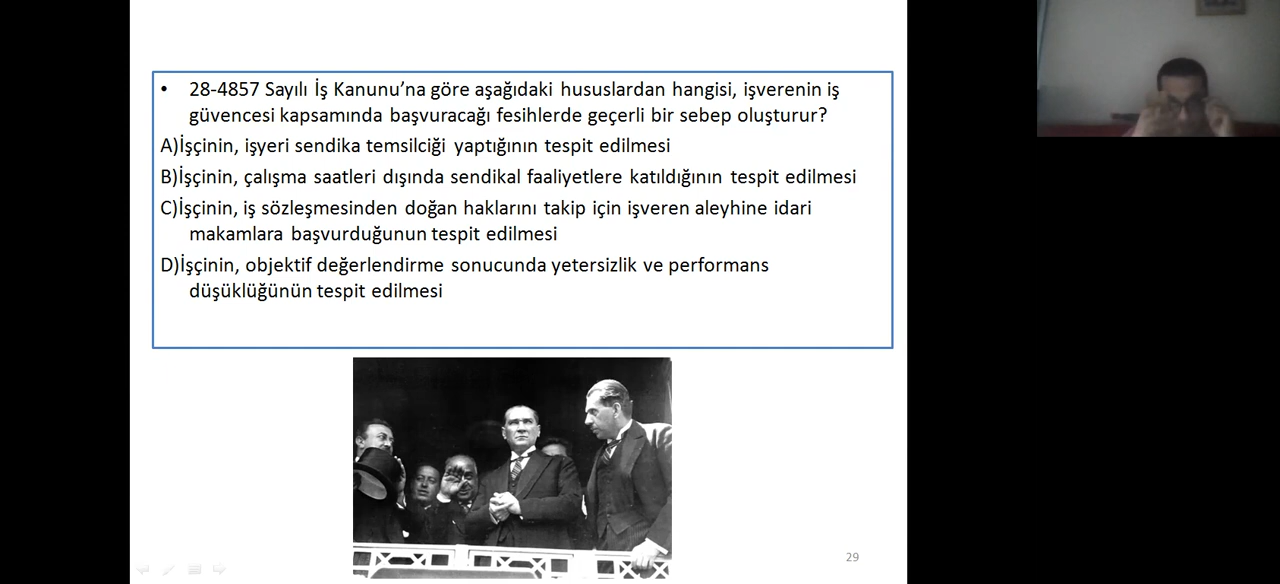 • 28-4857 Sayılı İş Kanunu’na göre aşağıdaki hususlardan hangisi, işverenin iş
güvencesi kapsamında başvuracağı fesihlerde geçerli bir sebep oluşturur?
A)İşçinin, işyeri sendika temsilciği yaptığının tespit edilmesi
B)İşçinin, çalışma saatleri dışında sendikal faaliyetlere katıldığının tespit edilmesi
C)İşçinin, iş sözleşmesinden doğan haklarını takip için işveren aleyhine idari
makamlara başvurduğunun tespit edilmesi
D)İşçinin, objektif değerlendirme sonucunda yetersizlik ve performans
düşüklüğünün tespit edilmesi
29